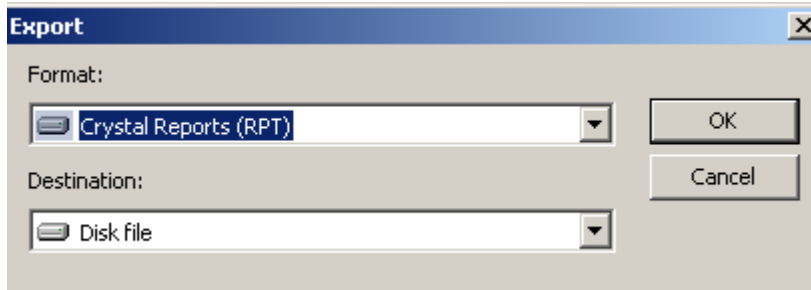 Export
Format:
Crystal Reports (RPT)
OK
Destination:
Cancel
Disk file